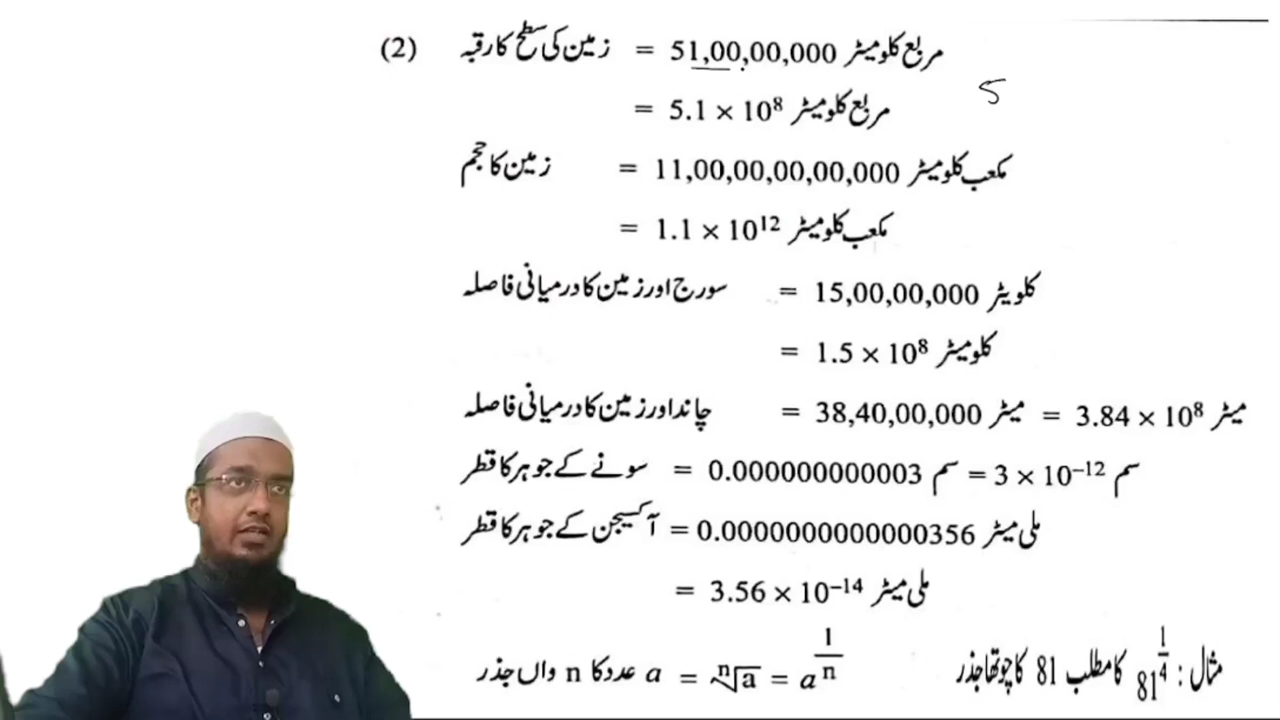 (2) زمین کی سطح کا رقبہ = 51,00,00,000 مربع کلومیٹر
= 5.1 × 10⁸ مربع کلومیٹر
5
زمین کا حجم = 11,00,00,00,00,000 مکعب کلومیٹر
= 1.1 × 10¹² مکعب کلومیٹر
سورج اور زمین کا درمیانی فاصلہ = 15,00,00,000 کلویٹر
= 1.5 × 10⁸ کلومیٹر
چاند اور زمین کا درمیانی فاصلہ = 38,40,00,000 میٹر = 3.84 × 10⁸ میٹر
سونے کے جوہر کا قطر = 0.000000000003 سم = 3 × 10⁻¹² سم
آکسیجن کے جوہر کا قطر = 0.0000000000000356 ملی میٹر
= 3.56 × 10⁻¹⁴ ملی میٹر
a عدد کا n واں جذر = ⁿ√a = a^(1/n)
مثال : 81^(1/4) کا مطلب 81 کا چوتھا جذر